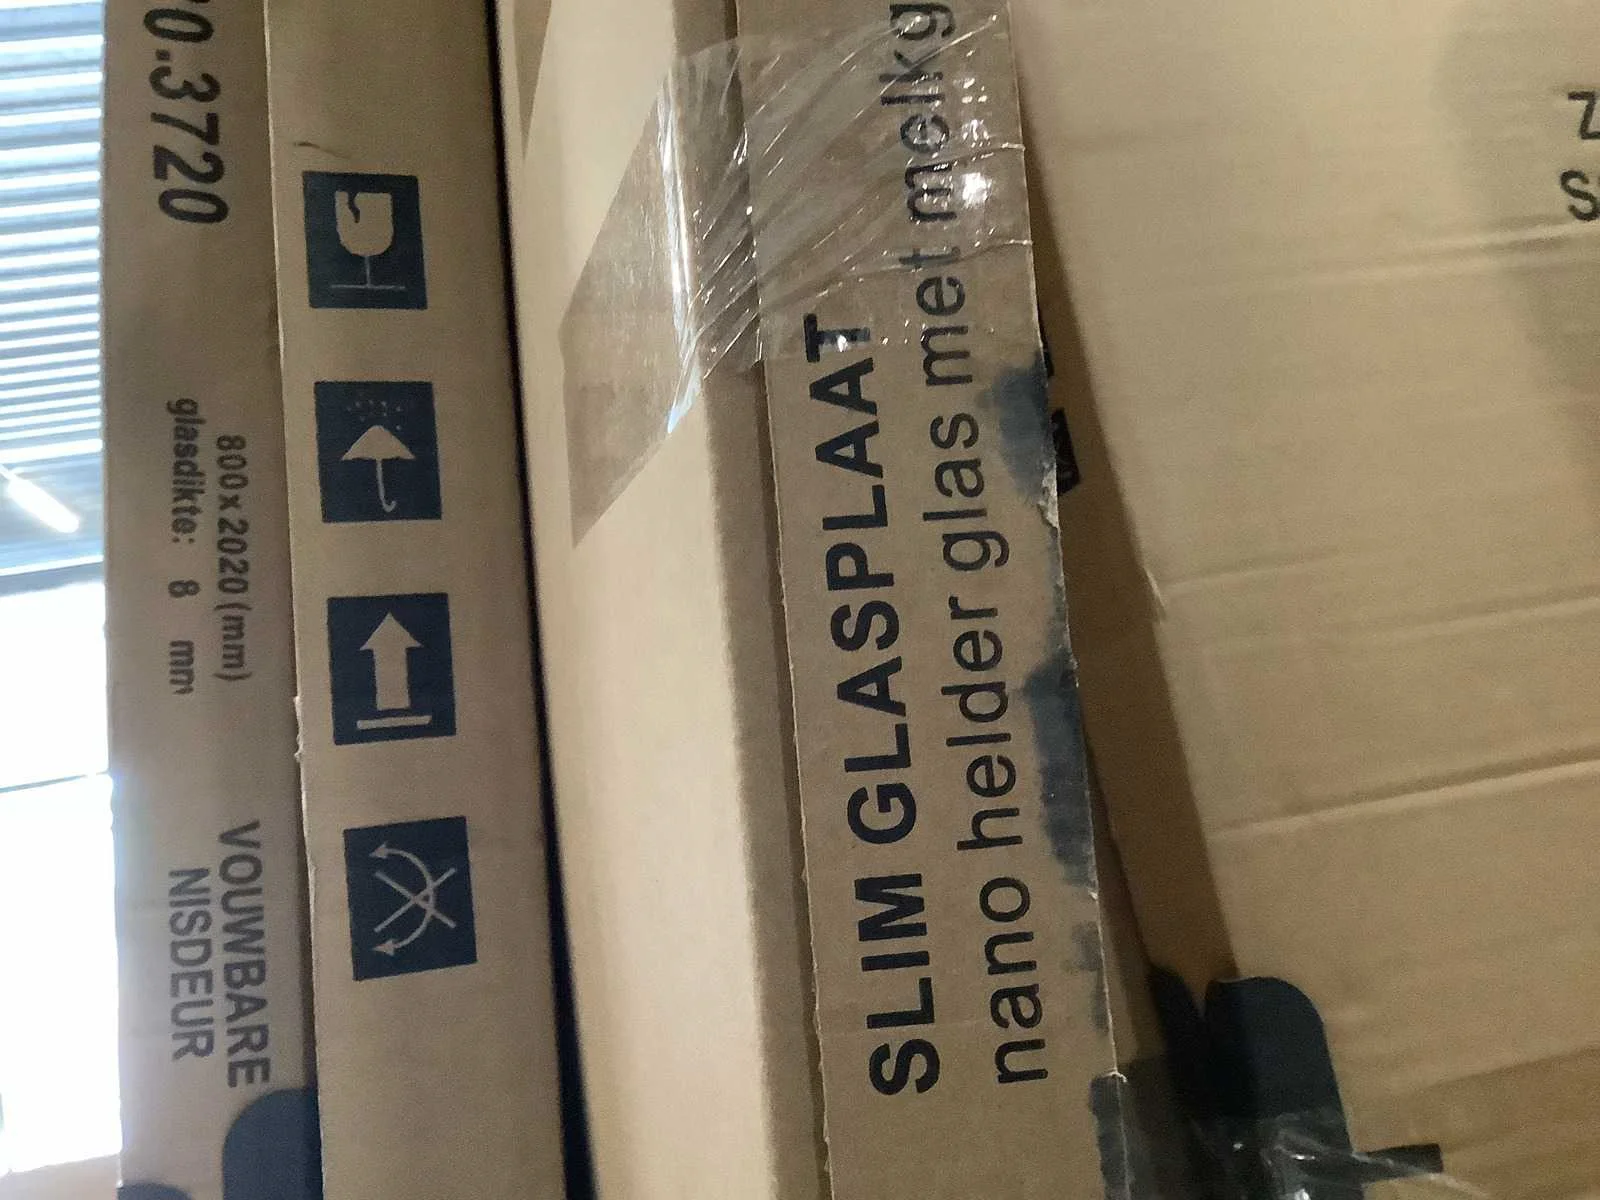 0.3720
800x2020(mm)
glasdikte: 8 mm
VOUWBARE
NISDEUR
SLIM GLASPLAAT
nano helder glas met melkg